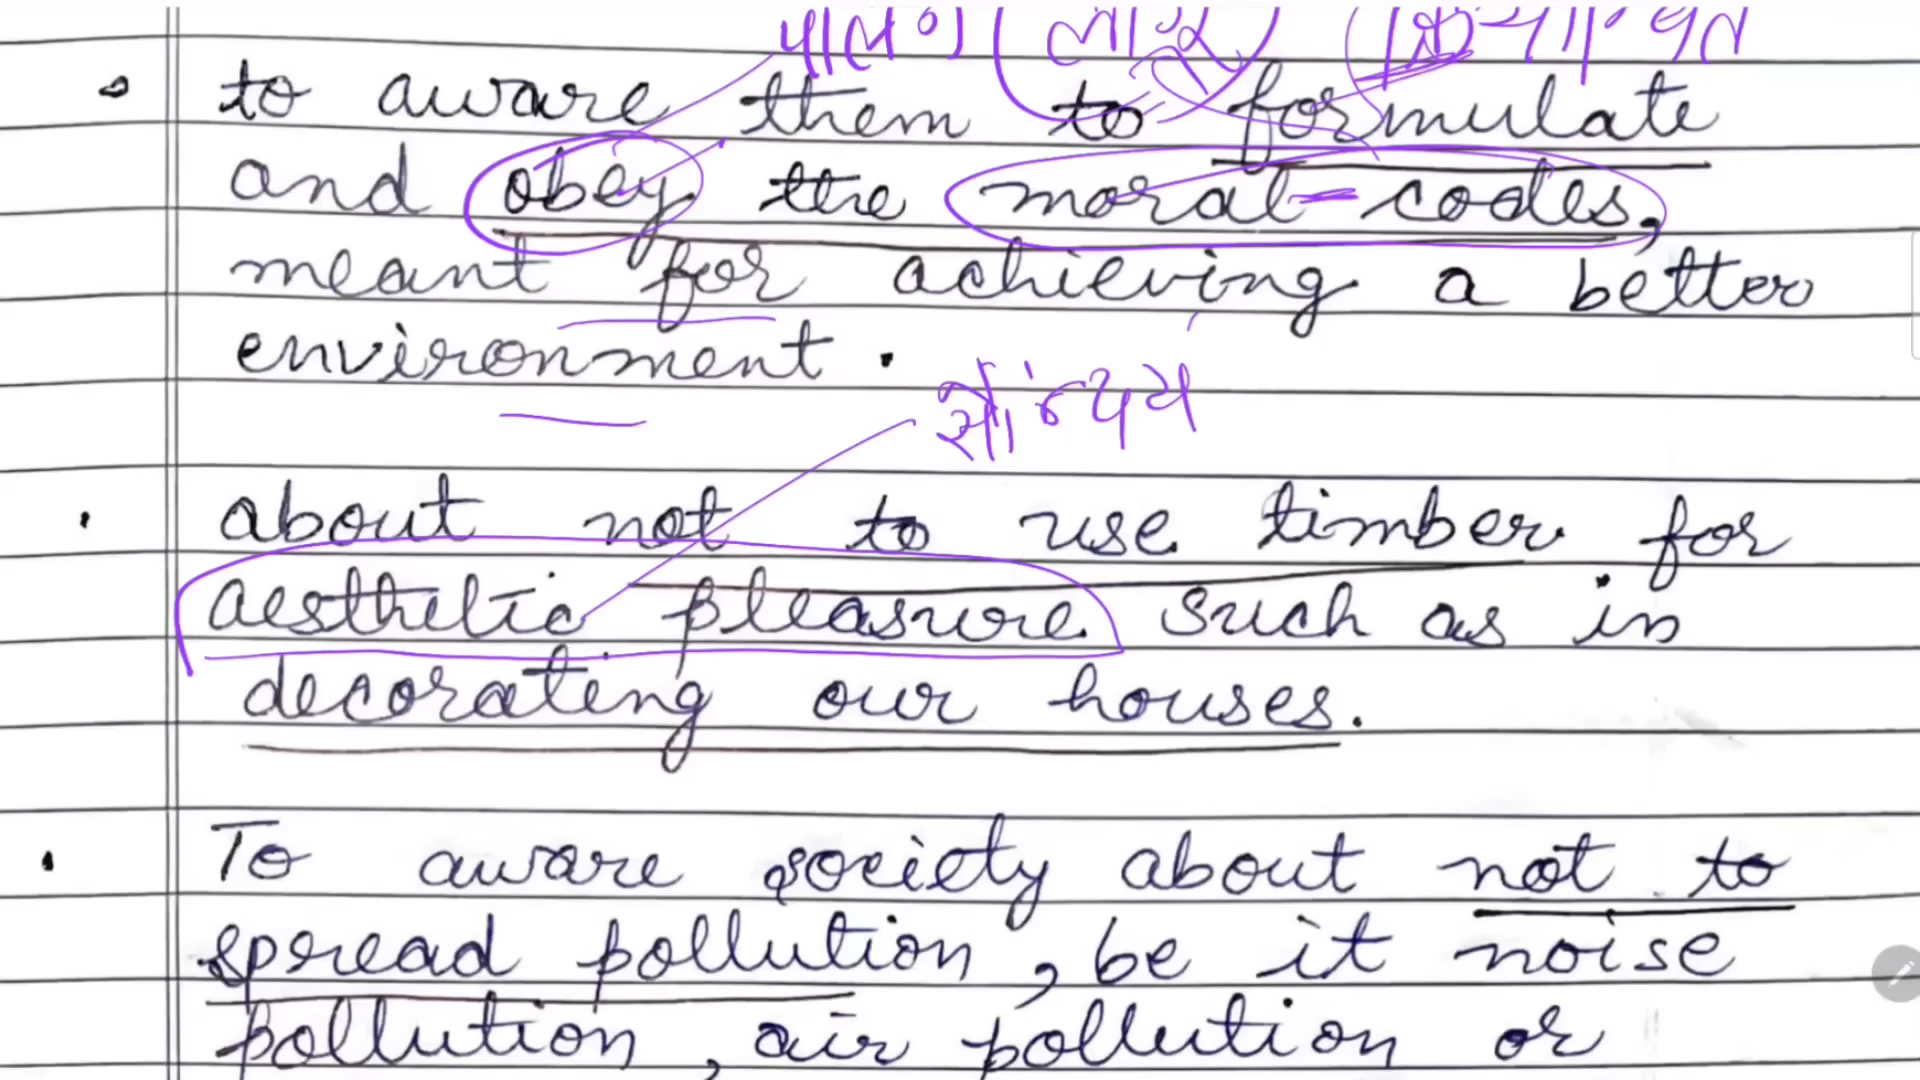 to aware them to formulate
and obey the moral codes,
meant for achieving a better
environment.
about not to use timber for
aesthetic pleasure such as in
decorating our houses.
To aware society about not to
spread pollution, be it noise
pollution, air pollution or